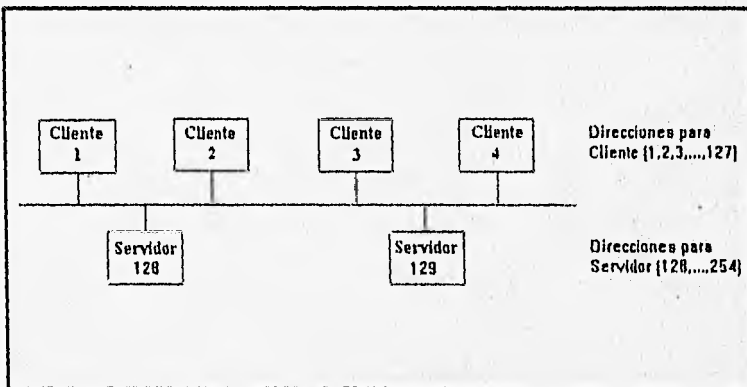 Cliente
1
Cliente
2
Cliente
3
Cliente
4
Direcciones para
Cliente {1,2,3,...,127}
Servidor
128
Servidor
129
Direcciones para
Servidor {128,...,254}